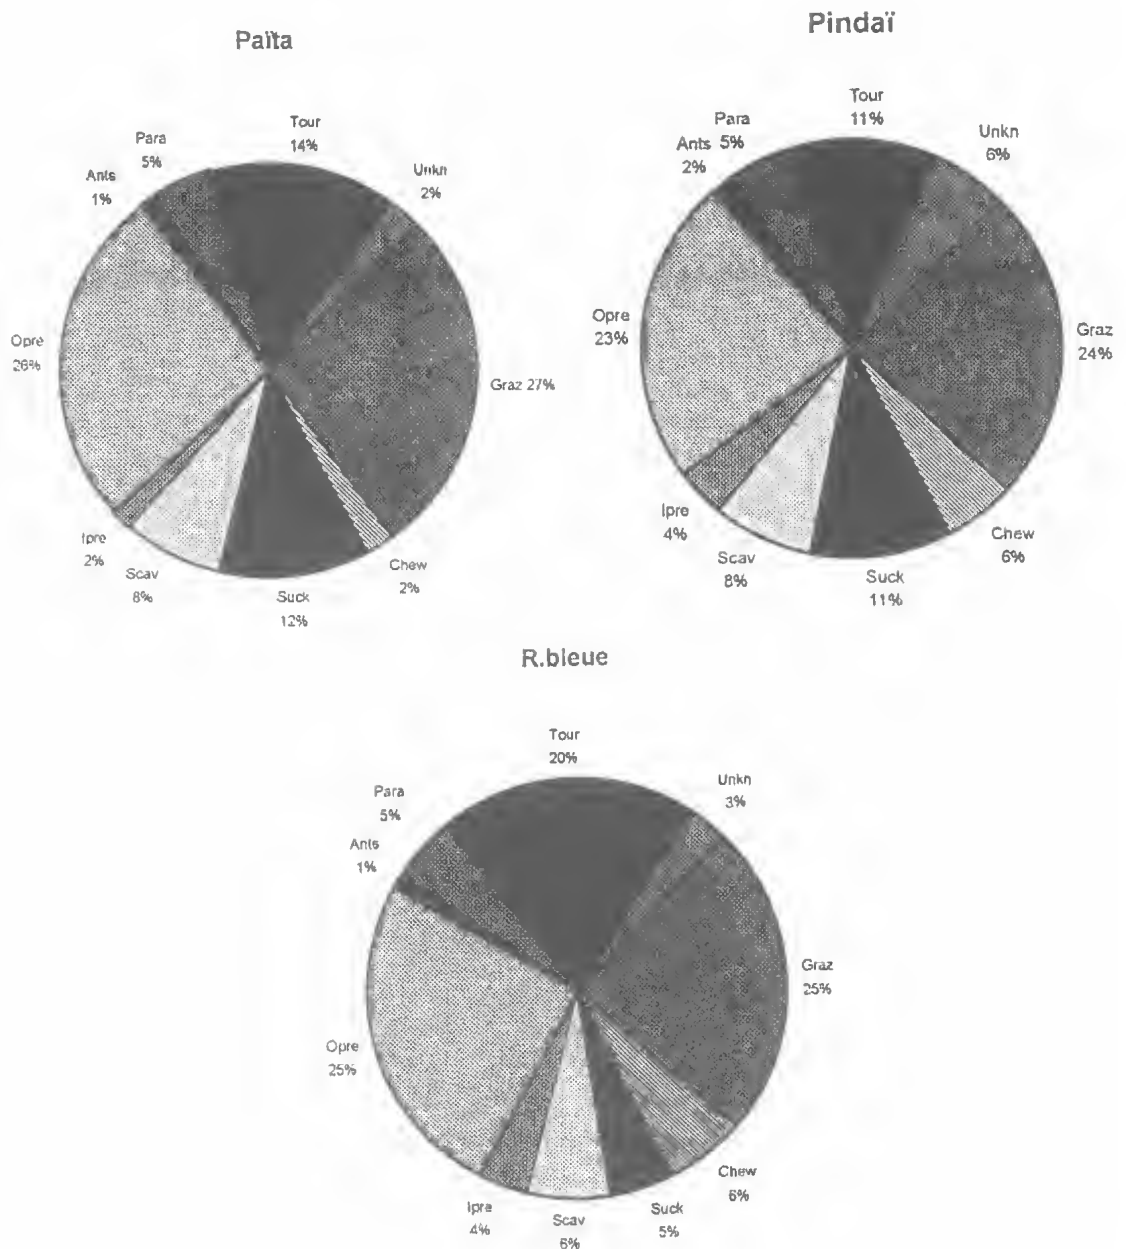 Païta
Tour
14%
Unkn
2%
Graz 27%
Chew
2%
Suck
12%
Scav
8%
Ipre
2%
Opre
26%
Ants
1%
Para
5%
Pindaï
Tour
11%
Unkn
6%
Graz
24%
Chew
6%
Suck
11%
Scav
8%
Ipre
4%
Opre
23%
Ants
2%
Para
5%
R.bleue
Tour
20%
Unkn
3%
Graz
25%
Chew
6%
Suck
5%
Scav
6%
Ipre
4%
Opre
25%
Ants
1%
Para
5%